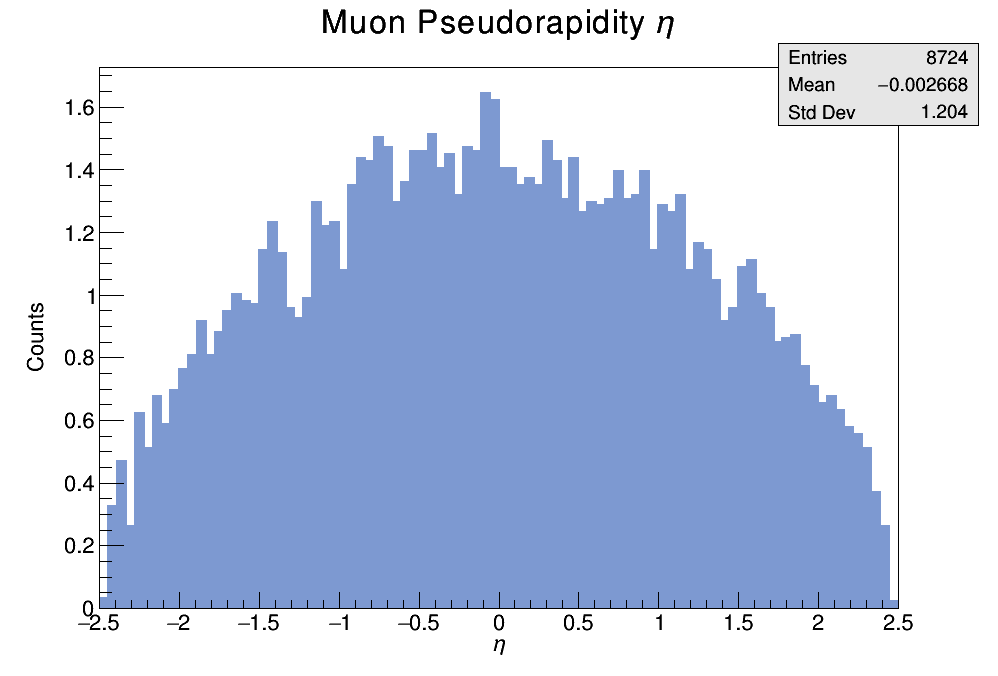 Muon Pseudorapidity η
Entries 8724
Mean −0.002668
Std Dev 1.204
Counts
1.6
1.4
1.2
1
0.8
0.6
0.4
0.2
0
−2.5 −2 −1.5 −1 −0.5 0 0.5 1 1.5 2 2.5
η